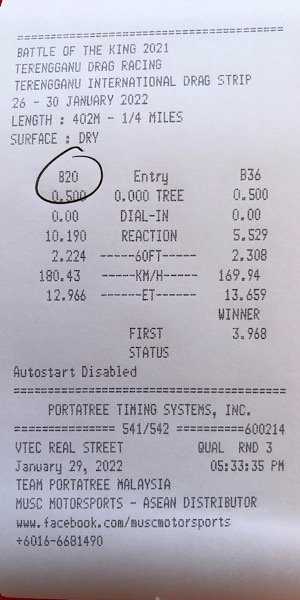 ==========================================
BATTLE OF THE KING 2021
TERENGGANU DRAG RACING
TERENGGANU INTERNATIONAL DRAG STRIP
26 - 30 JANUARY 2022
LENGTH : 402M - 1/4 MILES
SURFACE : DRY
B20 Entry B36
0.500 0.000 TREE 0.500
0.00 DIAL-IN 0.00
10.190 REACTION 5.529
2.224 -----60FT----- 2.308
180.43 -----KM/H----- 169.94
12.966 ------ET------ 13.659
WINNER
FIRST 3.968
STATUS
Autostart Disabled
==========================================
PORTATREE TIMING SYSTEMS, INC.
=============== 541/542 ==========600214
VTEC REAL STREET QUAL RND 3
January 29, 2022 05:33:35 PM
TEAM PORTATREE MALAYSIA
MUSC MOTORSPORTS - ASEAN DISTRIBUTOR
www.facebook.com/muscmotorsports
+6016-6681490